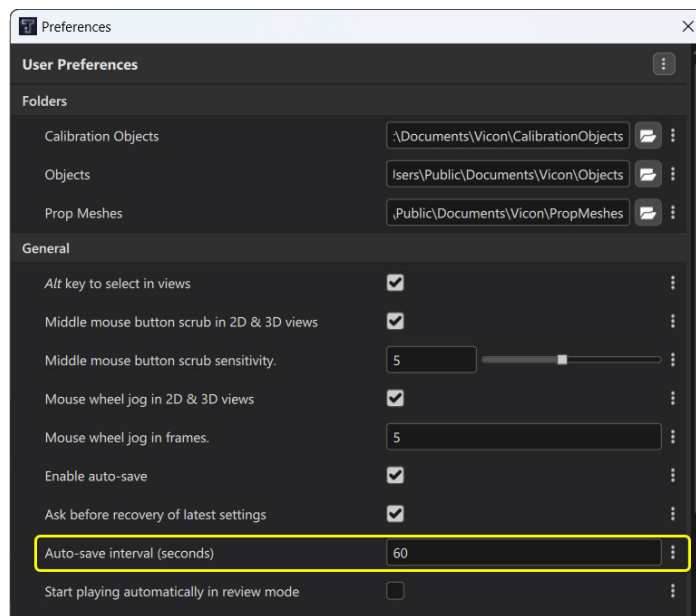 Preferences
User Preferences
Folders
Calibration Objects :\Documents\Vicon\CalibrationObjects
Objects Isers\Public\Documents\Vicon\Objects
Prop Meshes \Public\Documents\Vicon\PropMeshes
General
Alt key to select in views
Middle mouse button scrub in 2D & 3D views
Middle mouse button scrub sensitivity. 5
Mouse wheel jog in 2D & 3D views
Mouse wheel jog in frames. 5
Enable auto-save
Ask before recovery of latest settings
Auto-save interval (seconds) 60
Start playing automatically in review mode